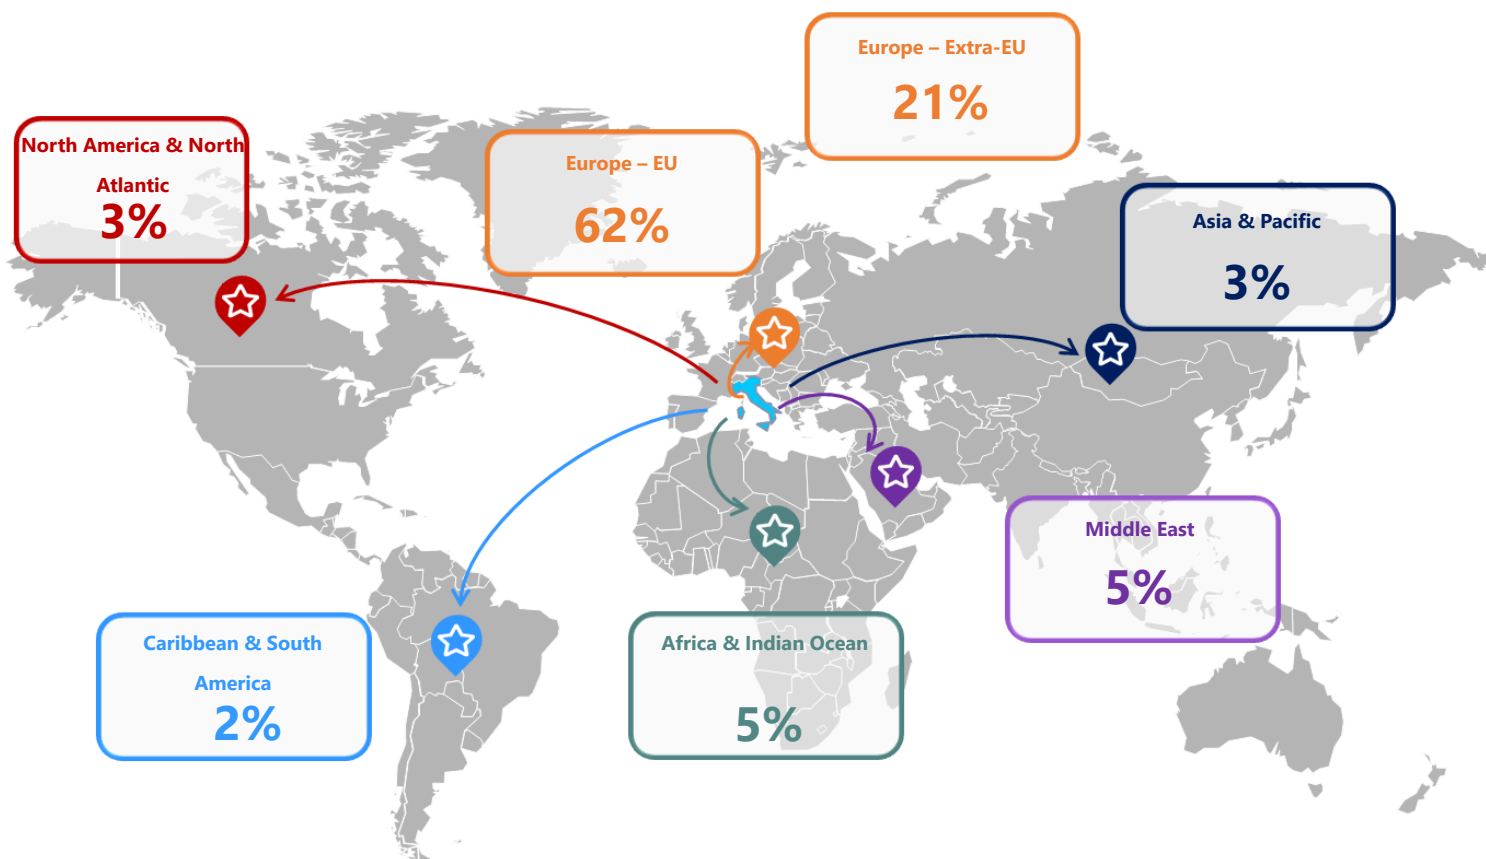 Europe – Extra-EU
21%
North America & North
Atlantic
3%
Europe – EU
62%
Asia & Pacific
3%
Middle East
5%
Caribbean & South
America
2%
Africa & Indian Ocean
5%